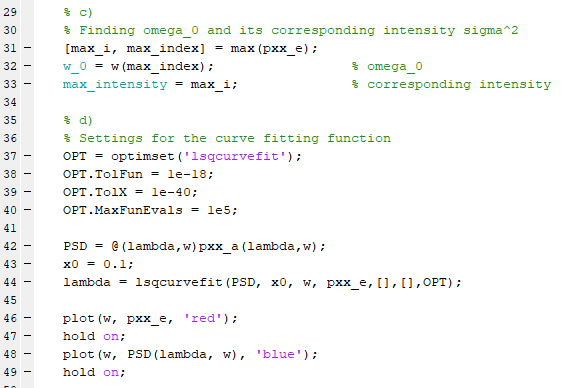 29 % c)
30 % Finding omega_0 and its corresponding intensity sigma^2
31 - [max_i, max_index] = max(pxx_e);
32 - w_0 = w(max_index); % omega_0
33 - max_intensity = max_i; % corresponding intensity
34
35 % d)
36 % Settings for the curve fitting function
37 - OPT = optimset('lsqcurvefit');
38 - OPT.TolFun = 1e-18;
39 - OPT.TolX = 1e-40;
40 - OPT.MaxFunEvals = 1e5;
41
42 - PSD = @(lambda,w)pxx_a(lambda,w);
43 - x0 = 0.1;
44 - lambda = lsqcurvefit(PSD, x0, w, pxx_e,[],[],OPT);
45
46 - plot(w, pxx_e, 'red');
47 - hold on;
48 - plot(w, PSD(lambda, w), 'blue');
49 - hold on;